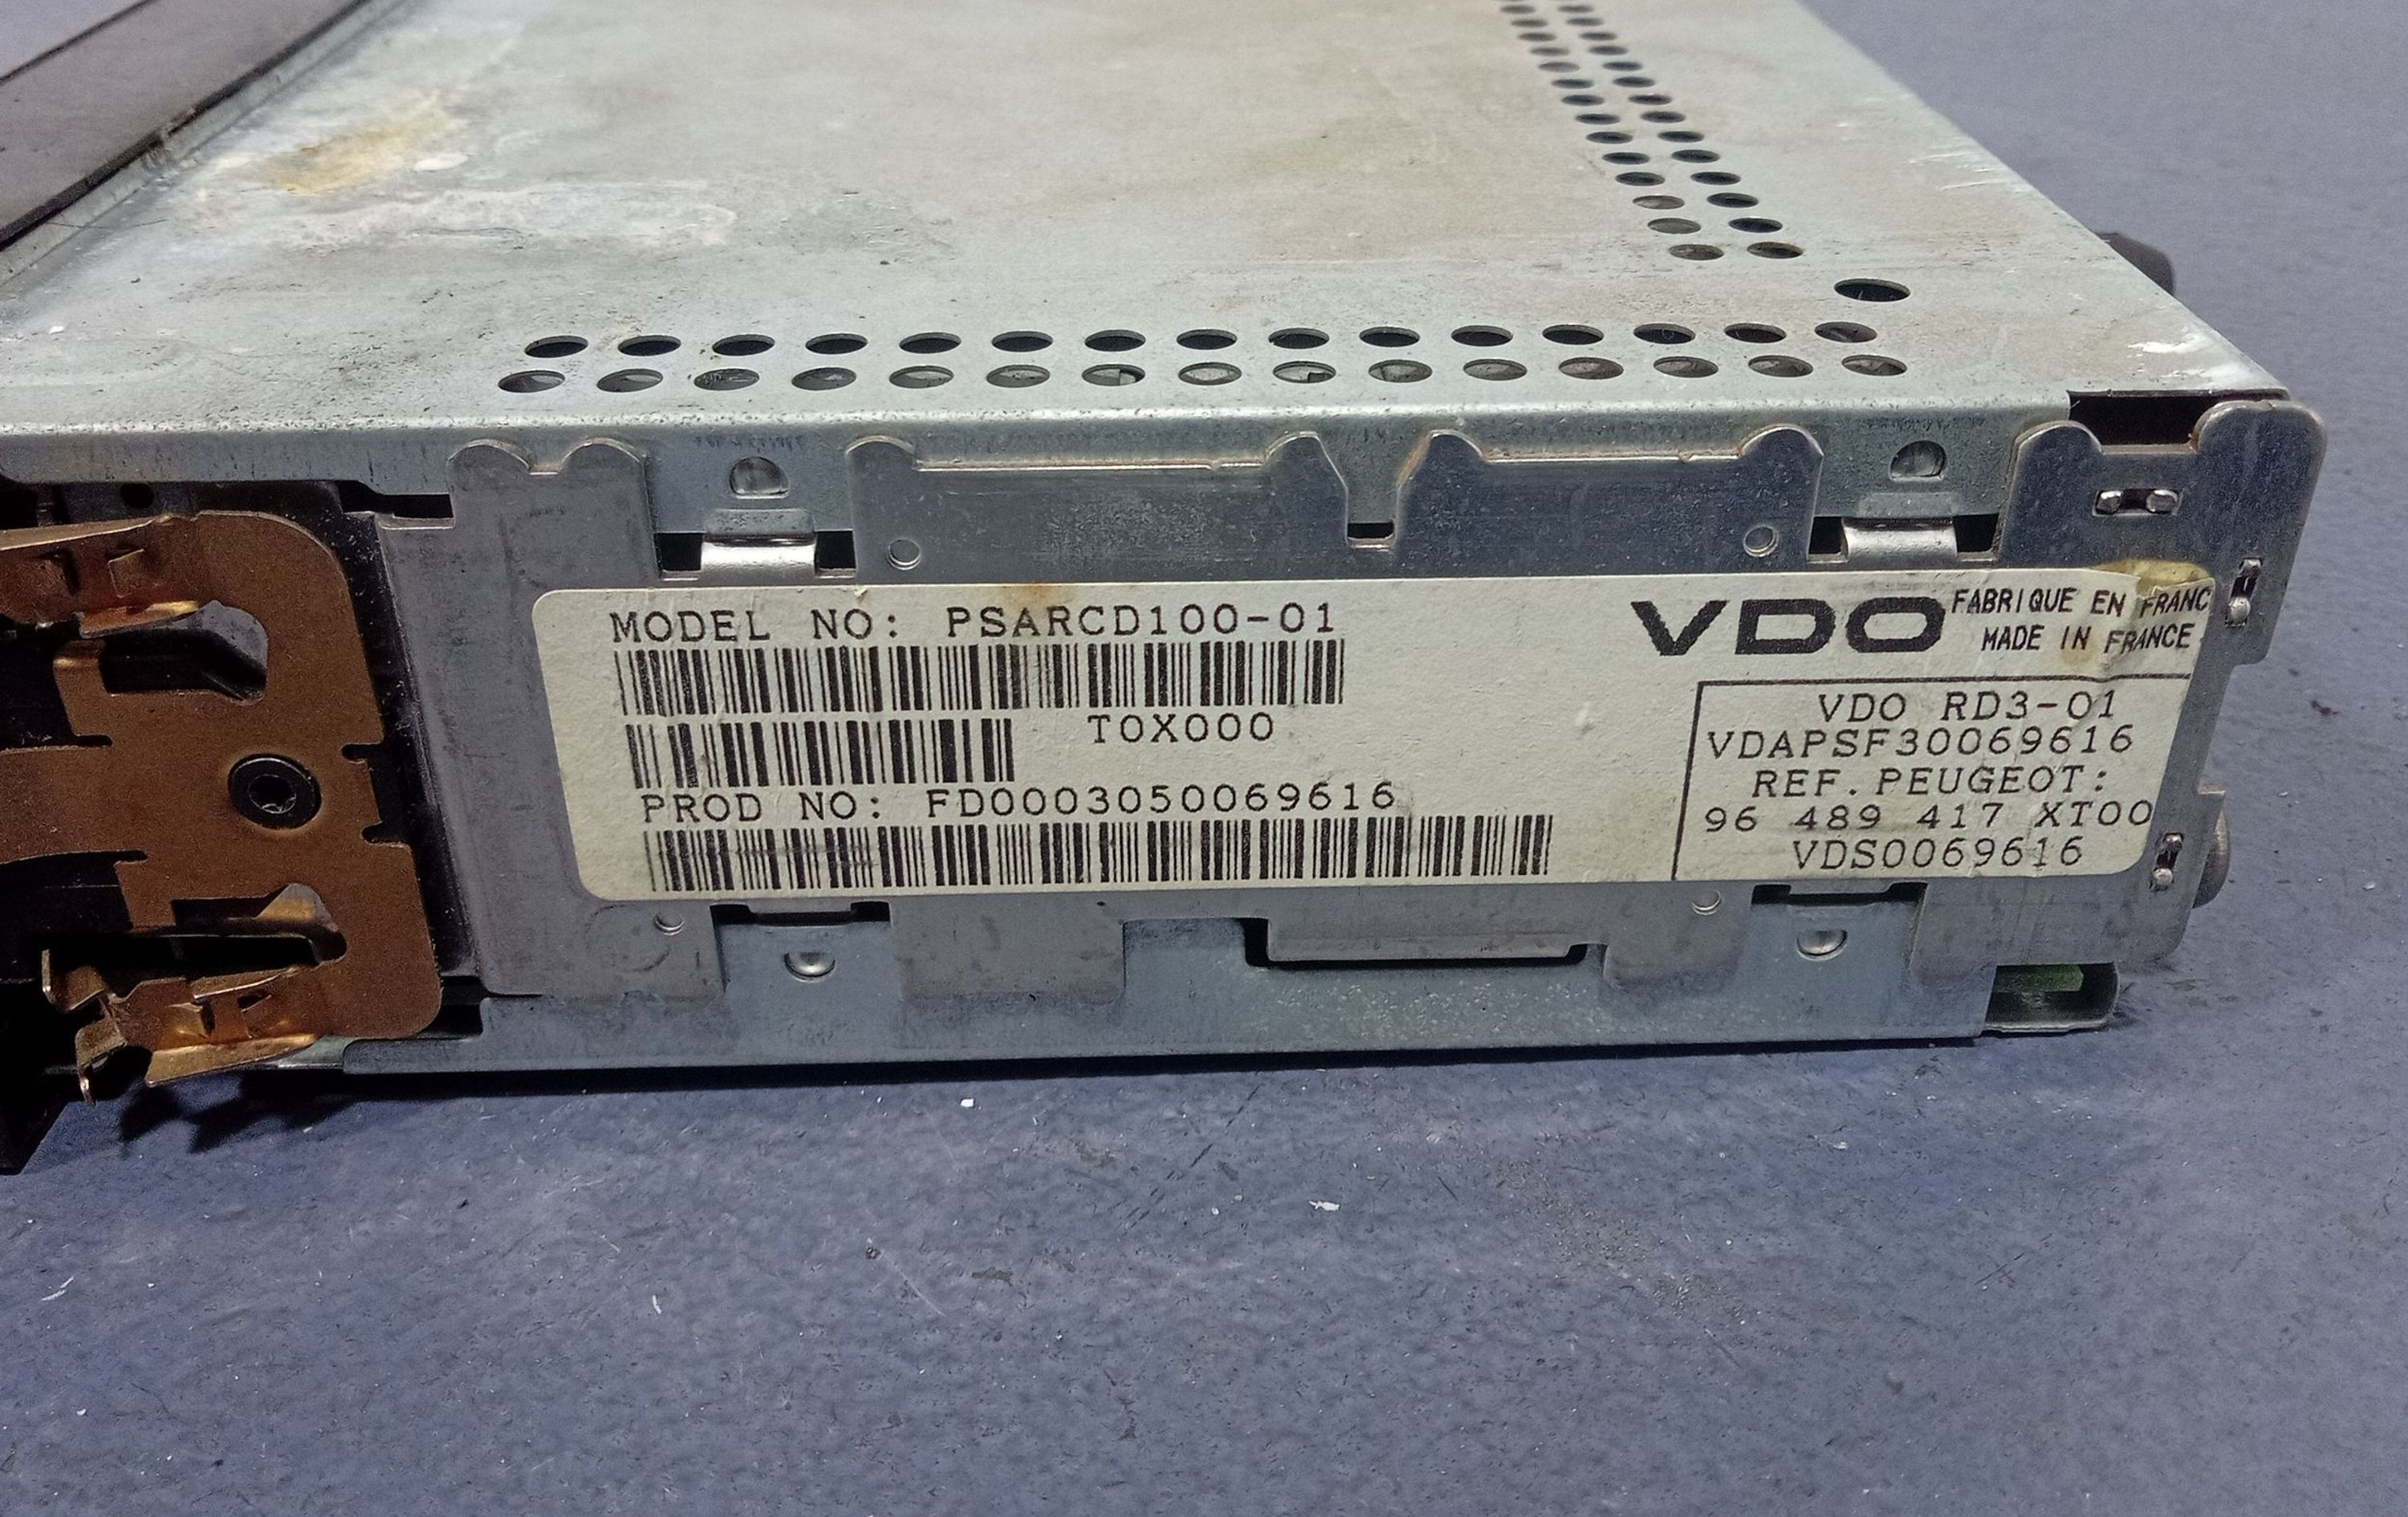 MODEL NO: PSARCD100-01
T0X000
PROD NO: FD0003050069616
VDO
FABRIQUE EN FRANC
MADE IN FRANCE
VDO RD3-01
VDAPSF30069616
REF.PEUGEOT:
96 489 417 XT00
VDS0069616